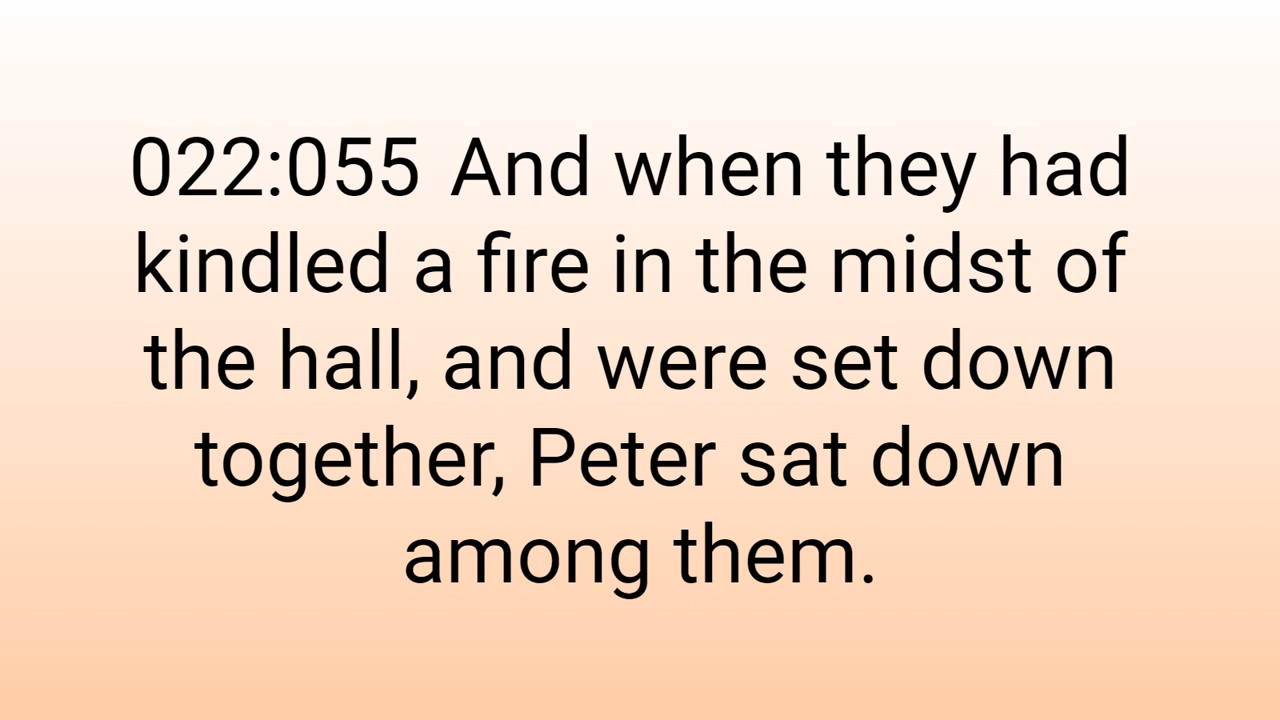 022:055 And when they had
kindled a fire in the midst of
the hall, and were set down
together, Peter sat down
among them.